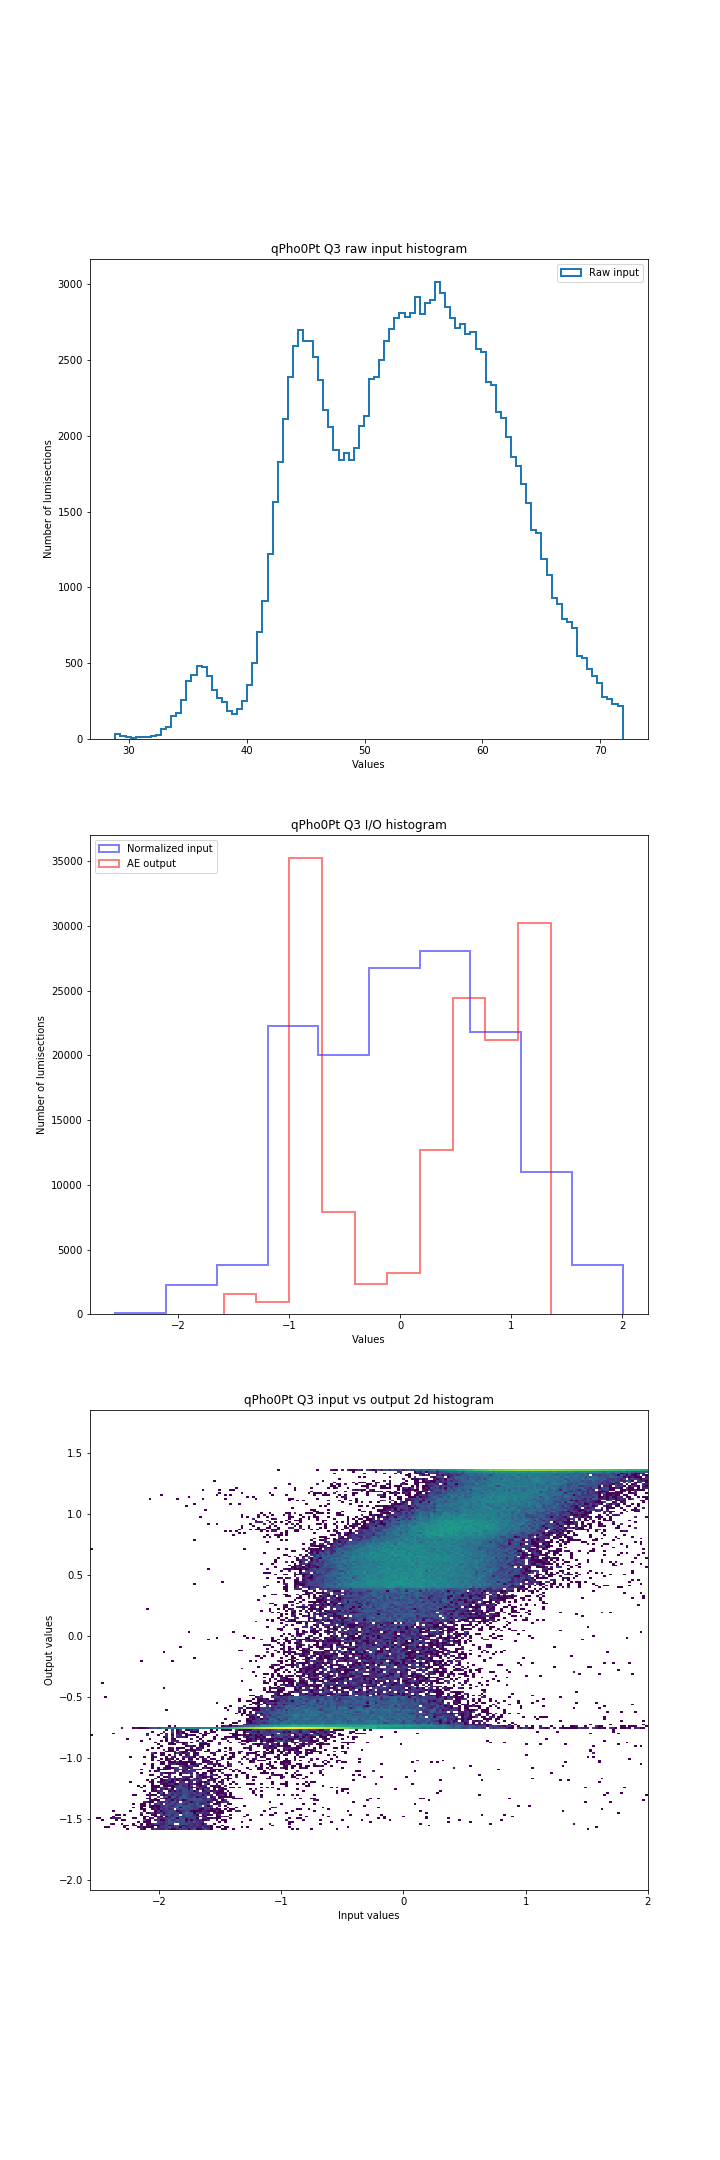 qPho0Pt Q3 raw input histogram
Raw input
3000
2500
2000
1500
1000
500
0
Number of lumisections
30 40 50 60 70
Values
qPho0Pt Q3 I/O histogram
Normalized input
AE output
35000
30000
25000
20000
15000
10000
5000
0
Number of lumisections
−2 −1 0 1 2
Values
qPho0Pt Q3 input vs output 2d histogram
1.5
1.0
0.5
0.0
−0.5
−1.0
−1.5
−2.0
Output values
−2 −1 0 1 2
Input values